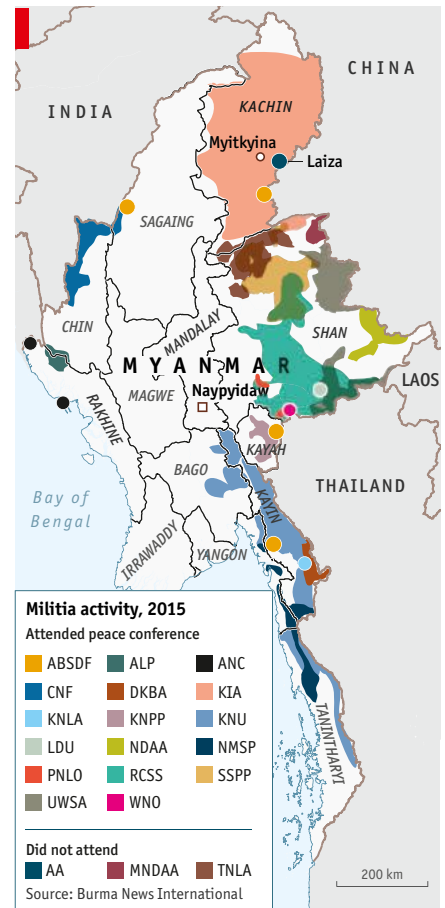 CHINA
INDIA
KACHIN
Myitkyina
Laiza
SAGAING
CHIN
MANDALAY
SHAN
MYANMAR
LAOS
MAGWE
Naypyidaw
RAKHINE
KAYAH
BAGO
THAILAND
Bay of
Bengal
KAYIN
IRRAWADDY
YANGON
TANINTHARYI
Militia activity, 2015
Attended peace conference
ABSDF ALP ANC
CNF DKBA KIA
KNLA KNPP KNU
LDU NDAA NMSP
PNLO RCSS SSPP
UWSA WNO
Did not attend
AA MNDAA TNLA
Source: Burma News International
200 km